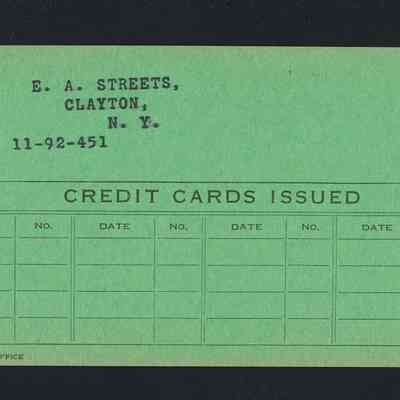 E. A. STREETS,
CLAYTON,
N. Y.
11-92-451
CREDIT CARDS ISSUED
NO. DATE NO. DATE NO. DATE